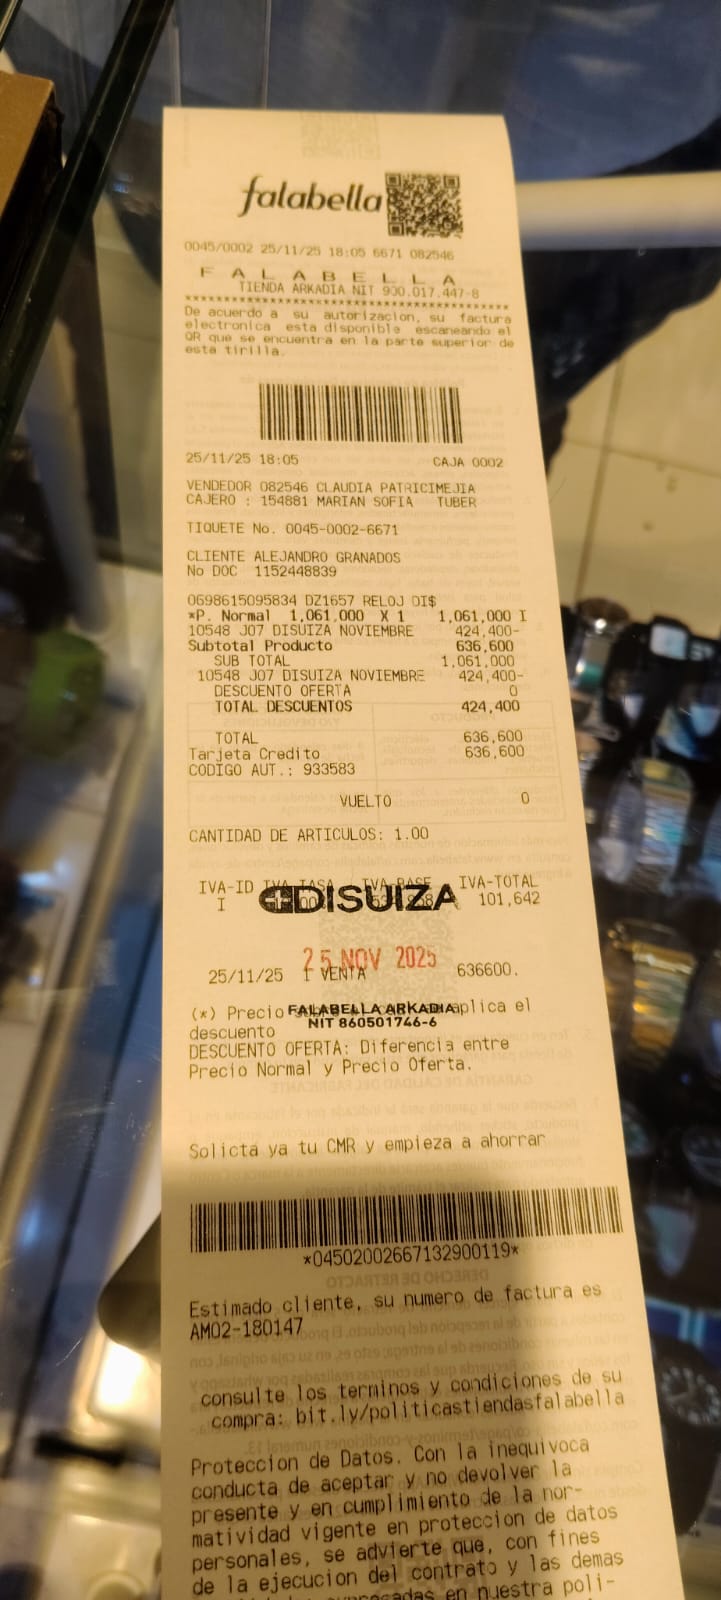 falabella
0045/0002 25/11/25 18:05 6671 082546
F A L A B E L L A
TIENDA ARKADIA NIT 900.017.447-8
****************************************
De acuerdo a su autorizacion, su factura
electronica esta disponible escaneando el
QR que se encuentra en la parte superior de
esta tirilla.
25/11/25 18:05 CAJA 0002
VENDEDOR 082546 CLAUDIA PATRICIMEJIA
CAJERO : 154881 MARIAN SOFIA TUBER
TIQUETE No. 0045-0002-6671
CLIENTE ALEJANDRO GRANADOS
No DOC 1152448839
0698615095834 DZ1657 RELOJ DI$
*P. Normal 1,061,000 X 1 1,061,000 I
10548 J07 DISUIZA NOVIEMBRE 424,400-
Subtotal Producto 636,600
SUB TOTAL 1,061,000
10548 J07 DISUIZA NOVIEMBRE 424,400-
DESCUENTO OFERTA 0
TOTAL DESCUENTOS 424,400
TOTAL 636,600
Tarjeta Credito 636,600
CODIGO AUT.: 933583
VUELTO 0
CANTIDAD DE ARTICULOS: 1.00
IVA-ID IVA-TASA IVA-BASE IVA-TOTAL
I 101,642
DISUIZA
25 NOV 2025
25/11/25 1 VENTA 636600.
FALABELLA ARKADIA
NIT 860501746-6
(*) Precio aplica el
descuento
DESCUENTO OFERTA: Diferencia entre
Precio Normal y Precio Oferta.
Solicta ya tu CMR y empieza a ahorrar
*04502002667132900119*
Estimado cliente, su numero de factura es
AM02-180147
consulte los terminos y condiciones de su
compra: bit.ly/politicastiendasfalabella
Proteccion de Datos. Con la inequivoca
conducta de aceptar y no devolver la
presente y en cumplimiento de la nor-
matividad vigente en proteccion de datos
personales, se advierte que, con fines
de la ejecucion del contrato y las demas
expresadas en nuestra poli-